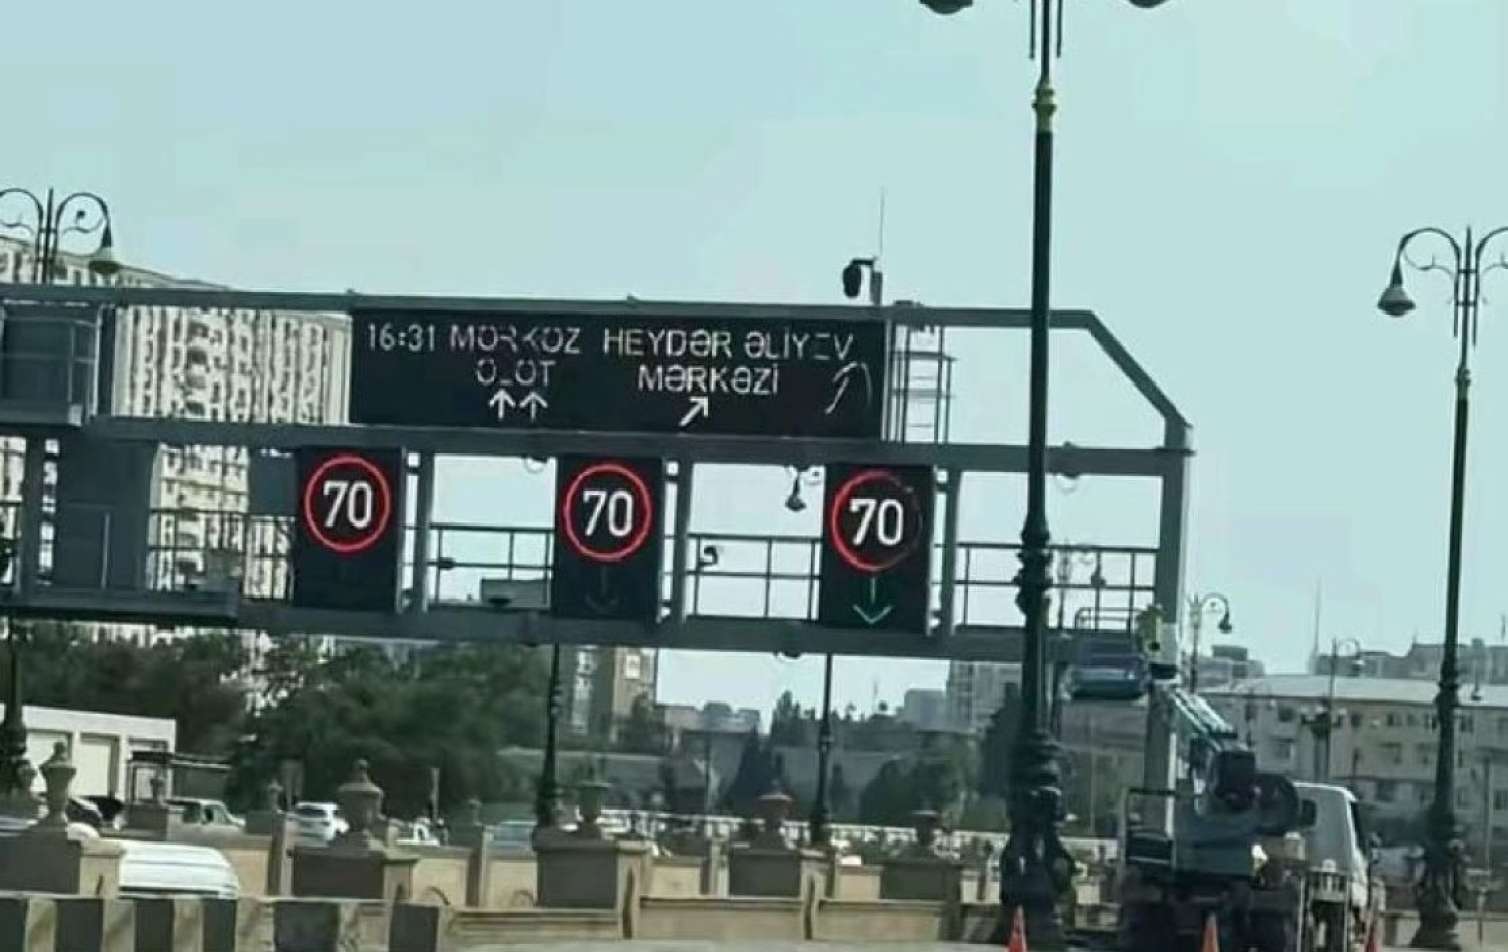 16:31 MƏRKƏZ HEYDƏR ƏLİYEV
ƏLƏT MƏRKƏZİ
70 70 70